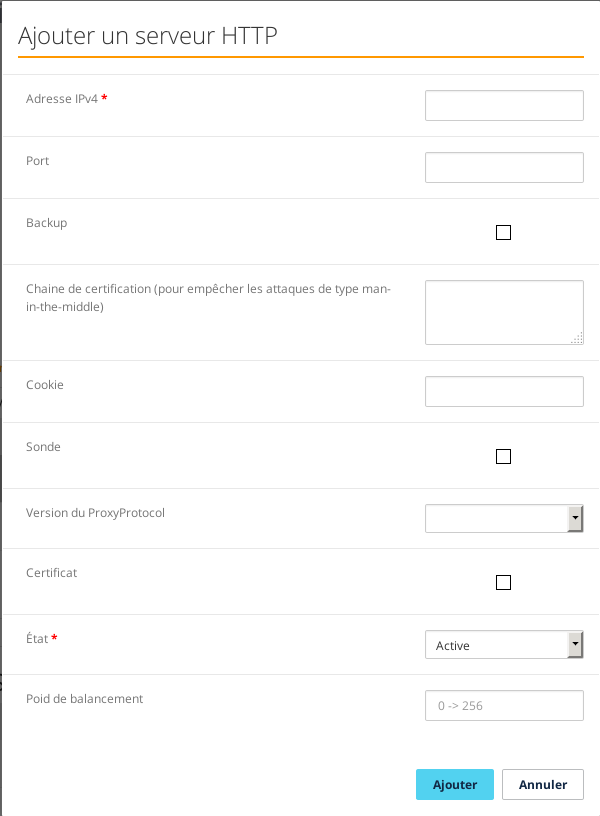 Ajouter un serveur HTTP
Adresse IPv4 *
Port
Backup
Chaine de certification (pour empêcher les attaques de type man-
in-the-middle)
Cookie
Sonde
Version du ProxyProtocol
Certificat
État *
Active
Poid de balancement
0 -> 256
Ajouter
Annuler